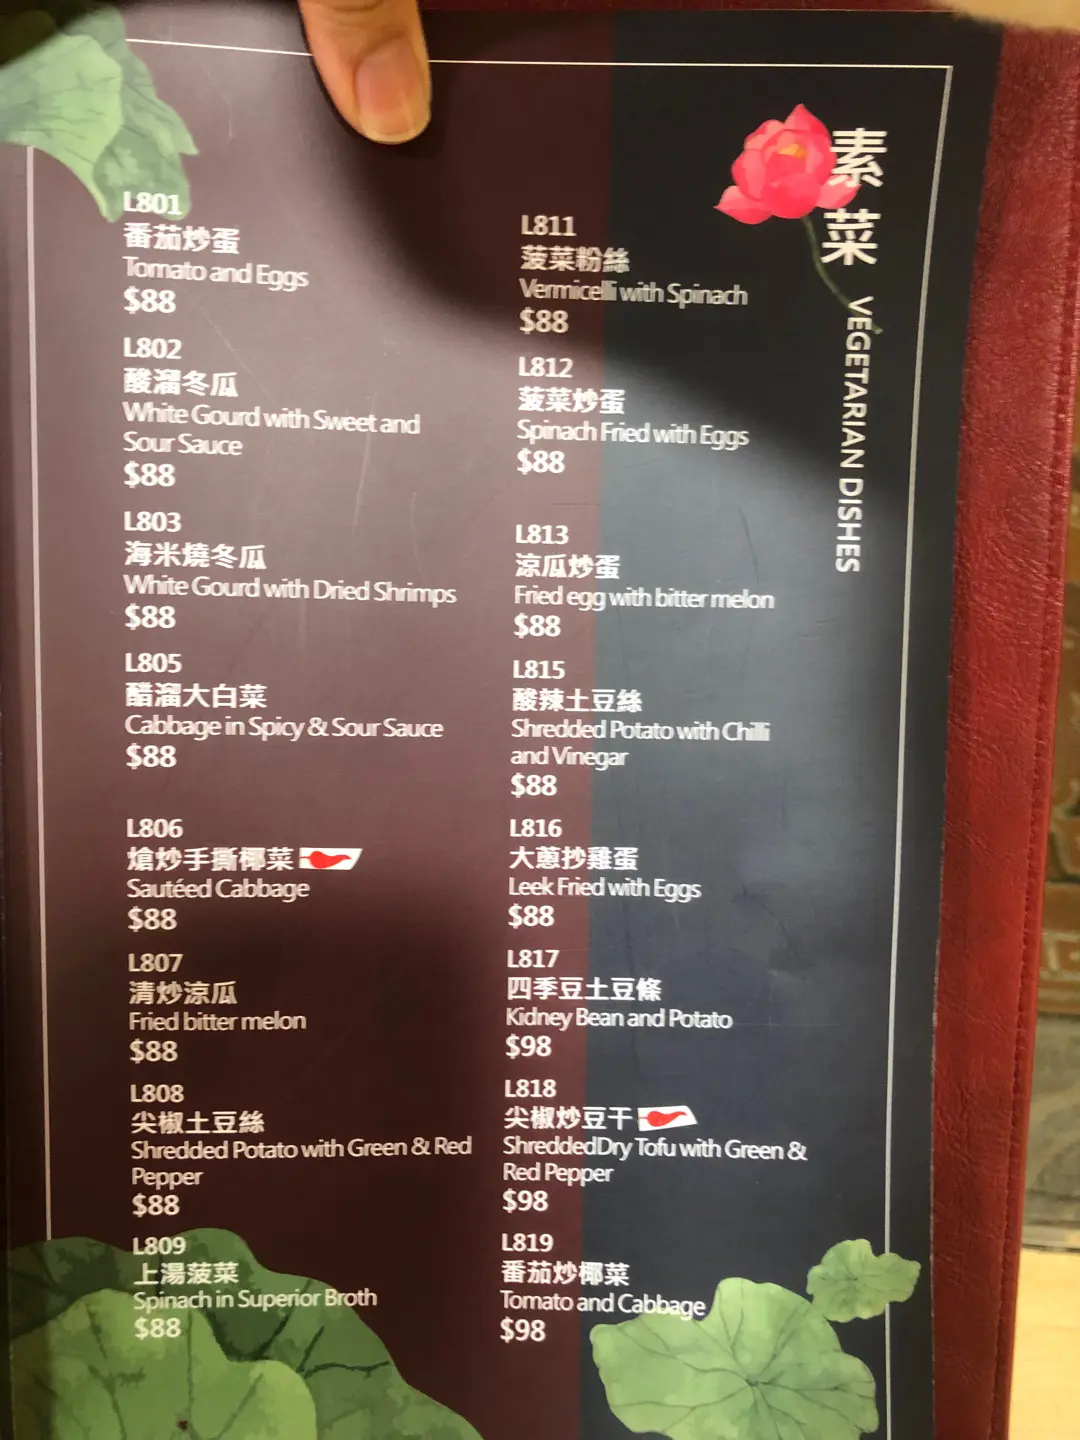 素菜 VEGETARIAN DISHES
L801
番茄炒蛋
Tomato and Eggs
$88
L802
酸溜冬瓜
White Gourd with Sweet and
Sour Sauce
$88
L803
海米燒冬瓜
White Gourd with Dried Shrimps
$88
L805
醋溜大白菜
Cabbage in Spicy & Sour Sauce
$88
L806
熗炒手撕椰菜
Sautéed Cabbage
$88
L807
清炒涼瓜
Fried bitter melon
$88
L808
尖椒土豆絲
Shredded Potato with Green & Red
Pepper
$88
L809
上湯菠菜
Spinach in Superior Broth
$88
L811
菠菜粉絲
Vermicelli with Spinach
$88
L812
菠菜炒蛋
Spinach Fried with Eggs
$88
L813
涼瓜炒蛋
Fried egg with bitter melon
$88
L815
酸辣土豆絲
Shredded Potato with Chilli
and Vinegar
$88
L816
大蔥抄雞蛋
Leek Fried with Eggs
$88
L817
四季豆土豆條
Kidney Bean and Potato
$98
L818
尖椒炒豆干
ShreddedDry Tofu with Green &
Red Pepper
$98
L819
番茄炒椰菜
Tomato and Cabbage
$98